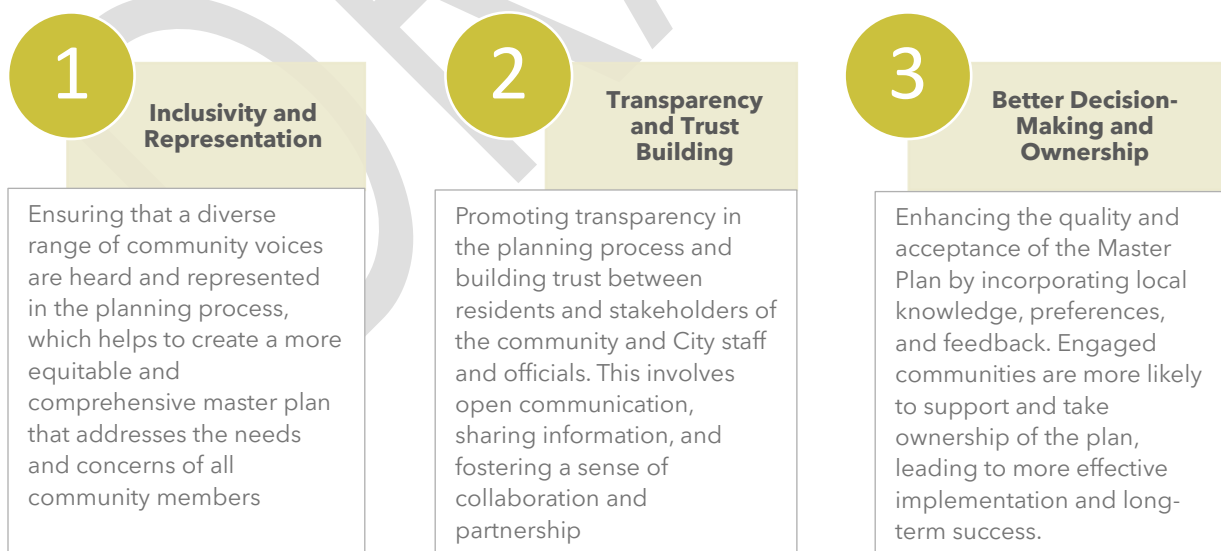 1
Inclusivity and
Representation
Ensuring that a diverse
range of community voices
are heard and represented
in the planning process,
which helps to create a more
equitable and
comprehensive master plan
that addresses the needs
and concerns of all
community members
2
Transparency
and Trust
Building
Promoting transparency in
the planning process and
building trust between
residents and stakeholders of
the community and City staff
and officials. This involves
open communication,
sharing information, and
fostering a sense of
collaboration and
partnership
3
Better Decision-
Making and
Ownership
Enhancing the quality and
acceptance of the Master
Plan by incorporating local
knowledge, preferences,
and feedback. Engaged
communities are more likely
to support and take
ownership of the plan,
leading to more effective
implementation and long-
term success.